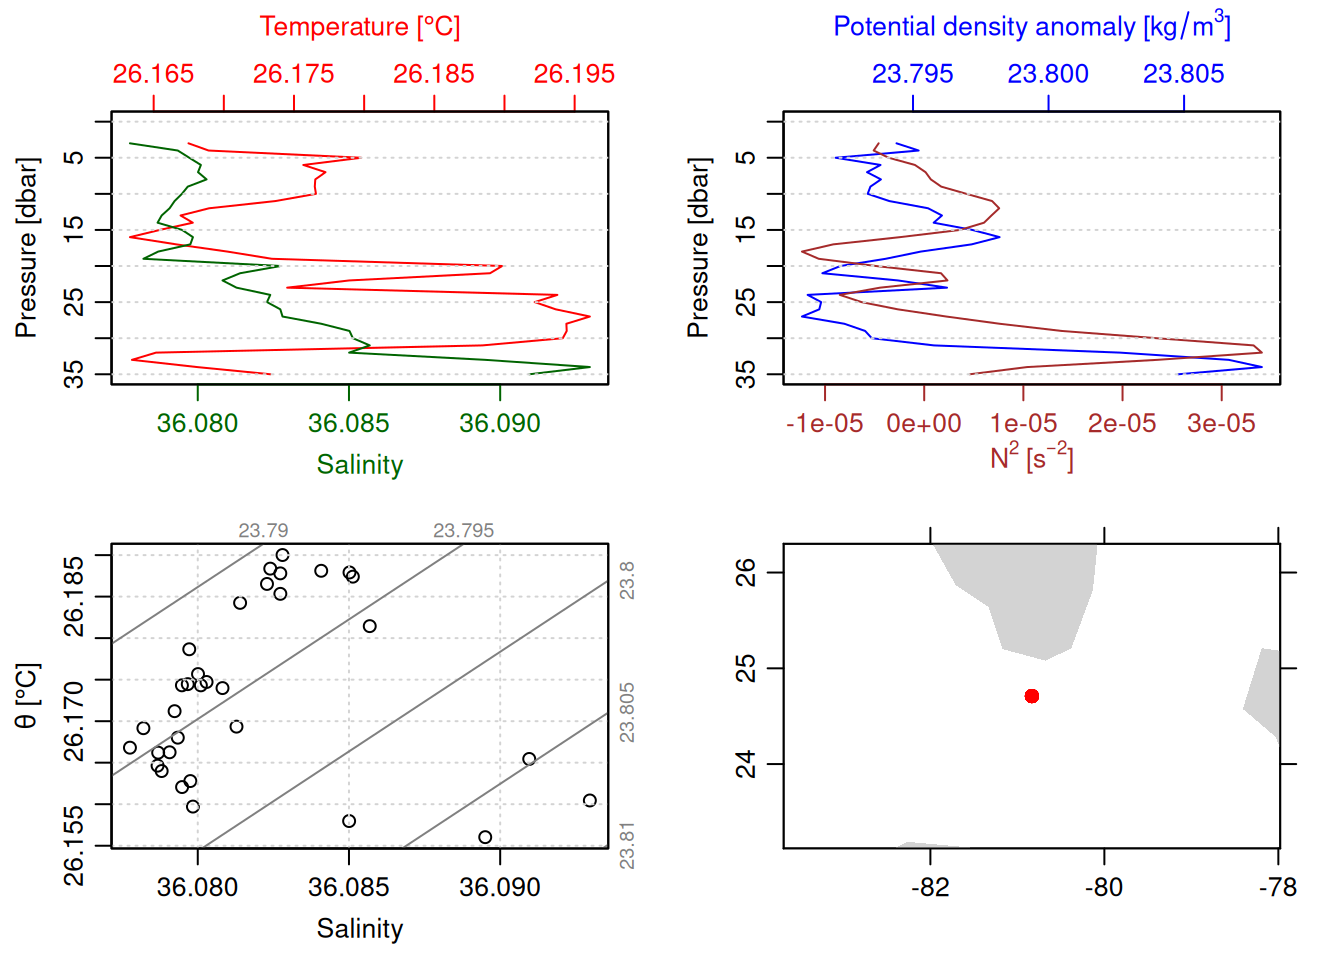 Temperature [°C]
26.165 26.175 26.185 26.195
Pressure [dbar]
5
15
25
35
36.080 36.085 36.090
Salinity
Potential density anomaly [kg/m³]
23.795 23.800 23.805
Pressure [dbar]
5
15
25
35
-1e-05 0e+00 1e-05 2e-05 3e-05
N² [s⁻²]
23.79 23.795
23.8
23.805
23.81
θ [°C]
26.185
26.170
26.155
36.080 36.085 36.090
Salinity
26
25
24
-82 -80 -78